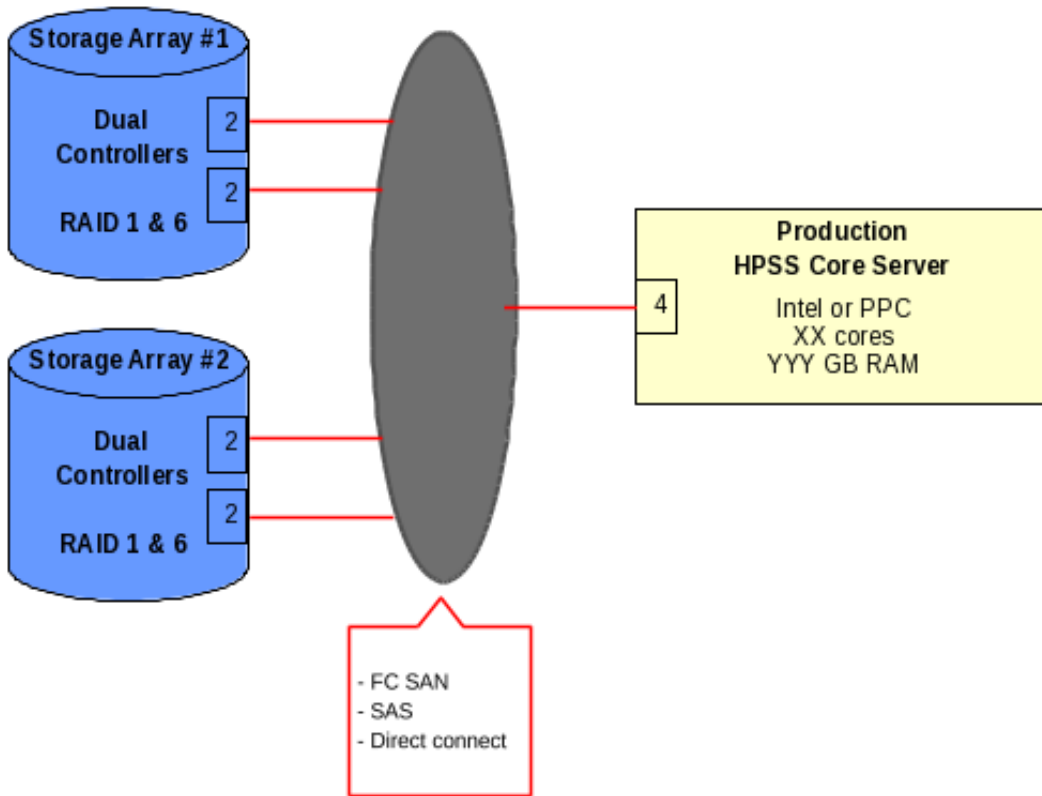 Storage Array #1
Dual
Controllers
RAID 1 & 6
2
2
Storage Array #2
Dual
Controllers
RAID 1 & 6
2
2
Production
HPSS Core Server
Intel or PPC
XX cores
YYY GB RAM
4
- FC SAN
- SAS
- Direct connect